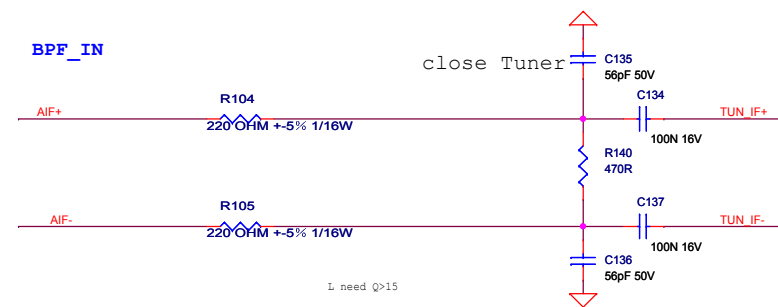 BPF_IN
close Tuner
C135
56pF 50V
C134
R104
AIF+
TUN_IF+
220 OHM +-5% 1/16W
100N 16V
R140
470R
R105
C137
AIF-
TUN_IF-
220 OHM +-5% 1/16W
100N 16V
C136
56pF 50V
L need Q>15